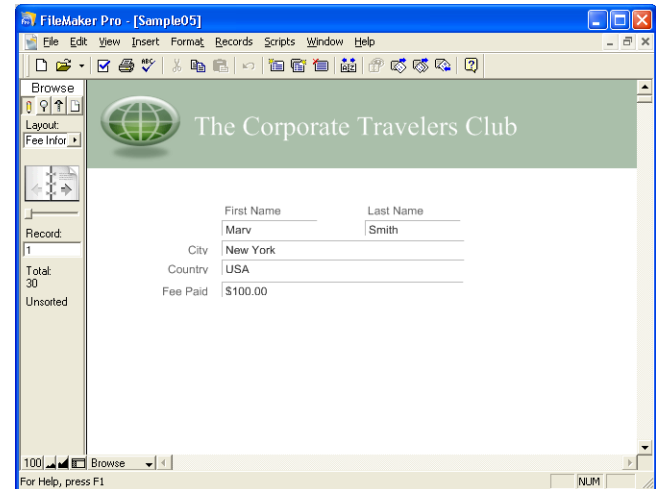 FileMaker Pro - [Sample05]
File Edit View Insert Format Records Scripts Window Help
Browse
Layout:
Fee Infor
Record:
1
Total:
30
Unsorted
The Corporate Travelers Club
First Name Last Name
Mary Smith
City New York
Country USA
Fee Paid $100.00
100 Browse
For Help, press F1 NUM